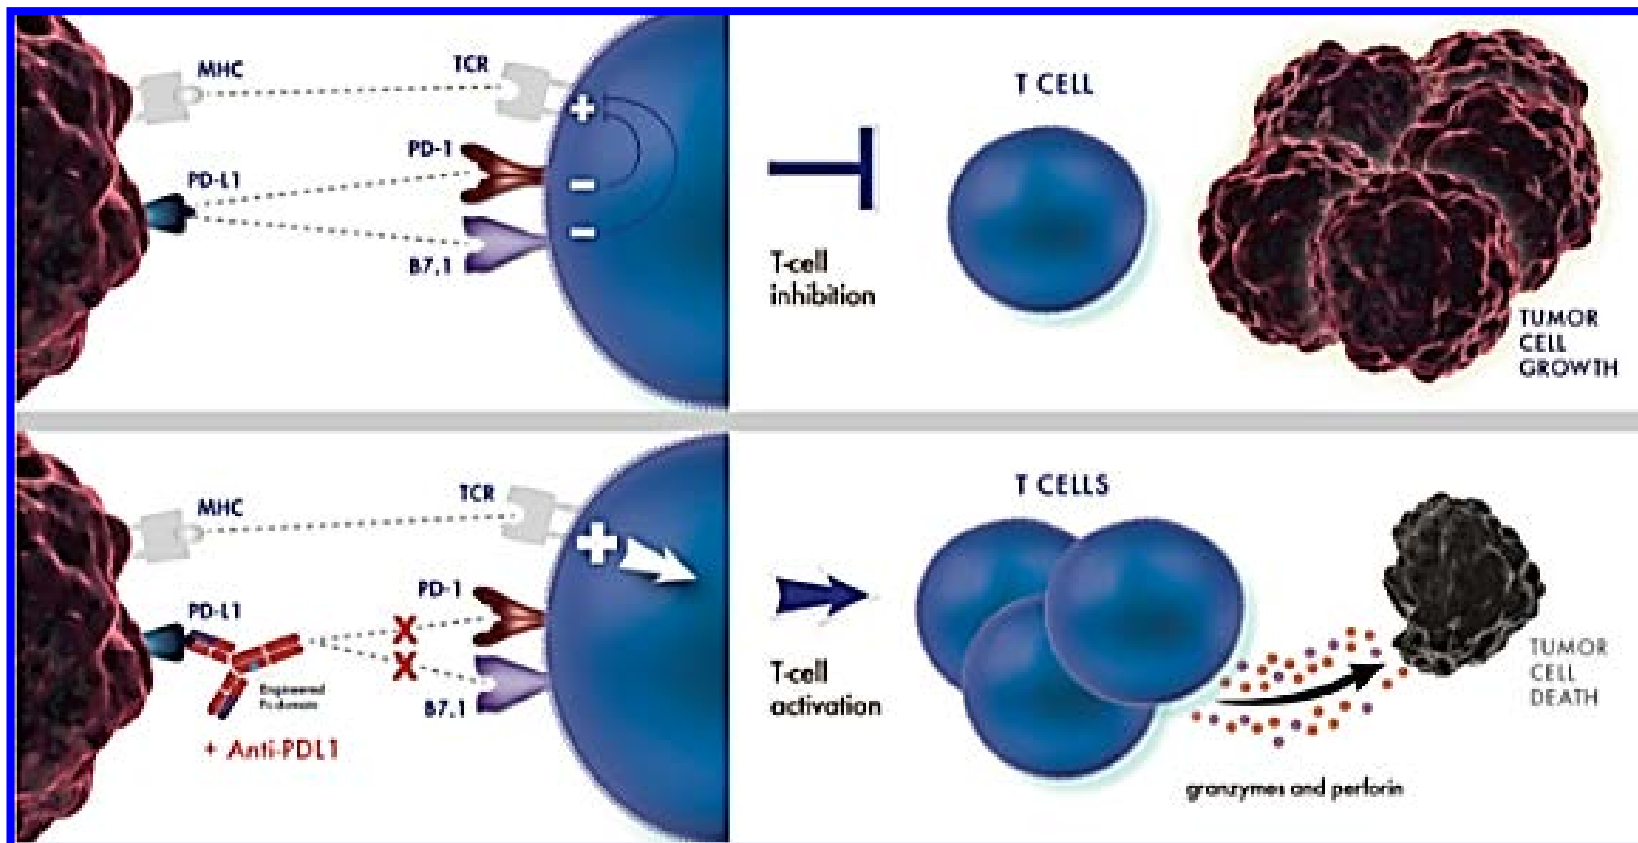 MHC
TCR
T CELL
PD-1
PD-L1
B7,1
T-cell
inhibition
TUMOR
CELL
GROWTH
MHC
TCR
T CELLS
PD-L1
PD-1
Engineered
B7,1
+ Anti-PDL1
T-cell
activation
TUMOR
CELL
DEATH
granzymes and perforin